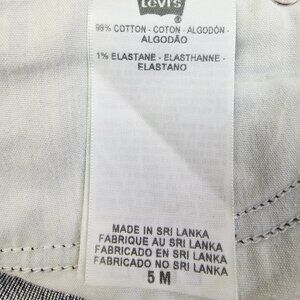 Levi's
®
99% COTTON - COTON - ALGODÓN -
ALGODÃO
1% ELASTANE - ELASTHANNE -
ELASTANO
MADE IN SRI LANKA
FABRIQUE AU SRI LANKA
FABRICADO EN SRI LANKA
FABRICADO NO SRI LANKA
5 M